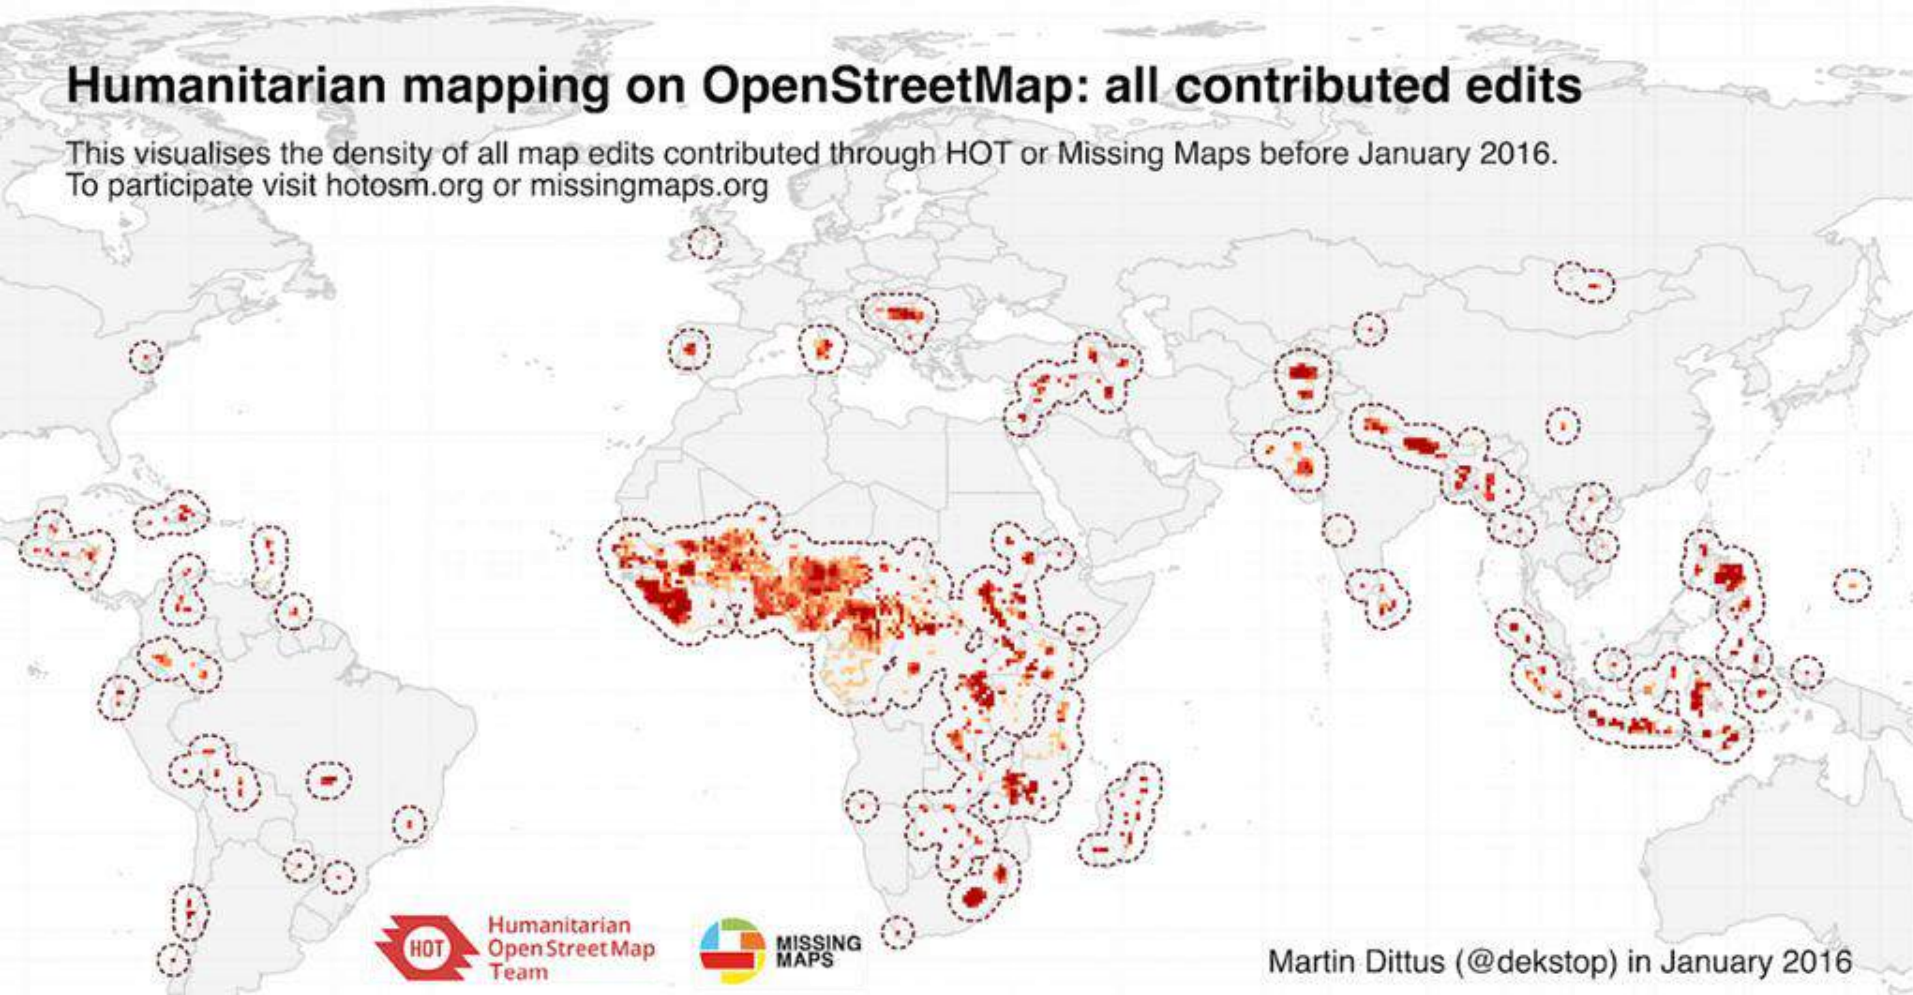 Humanitarian mapping on OpenStreetMap: all contributed edits
This visualises the density of all map edits contributed through HOT or Missing Maps before January 2016.
To participate visit hotosm.org or missingmaps.org
HOT
Humanitarian
OpenStreetMap
Team
MISSING
MAPS
Martin Dittus (@dekstop) in January 2016